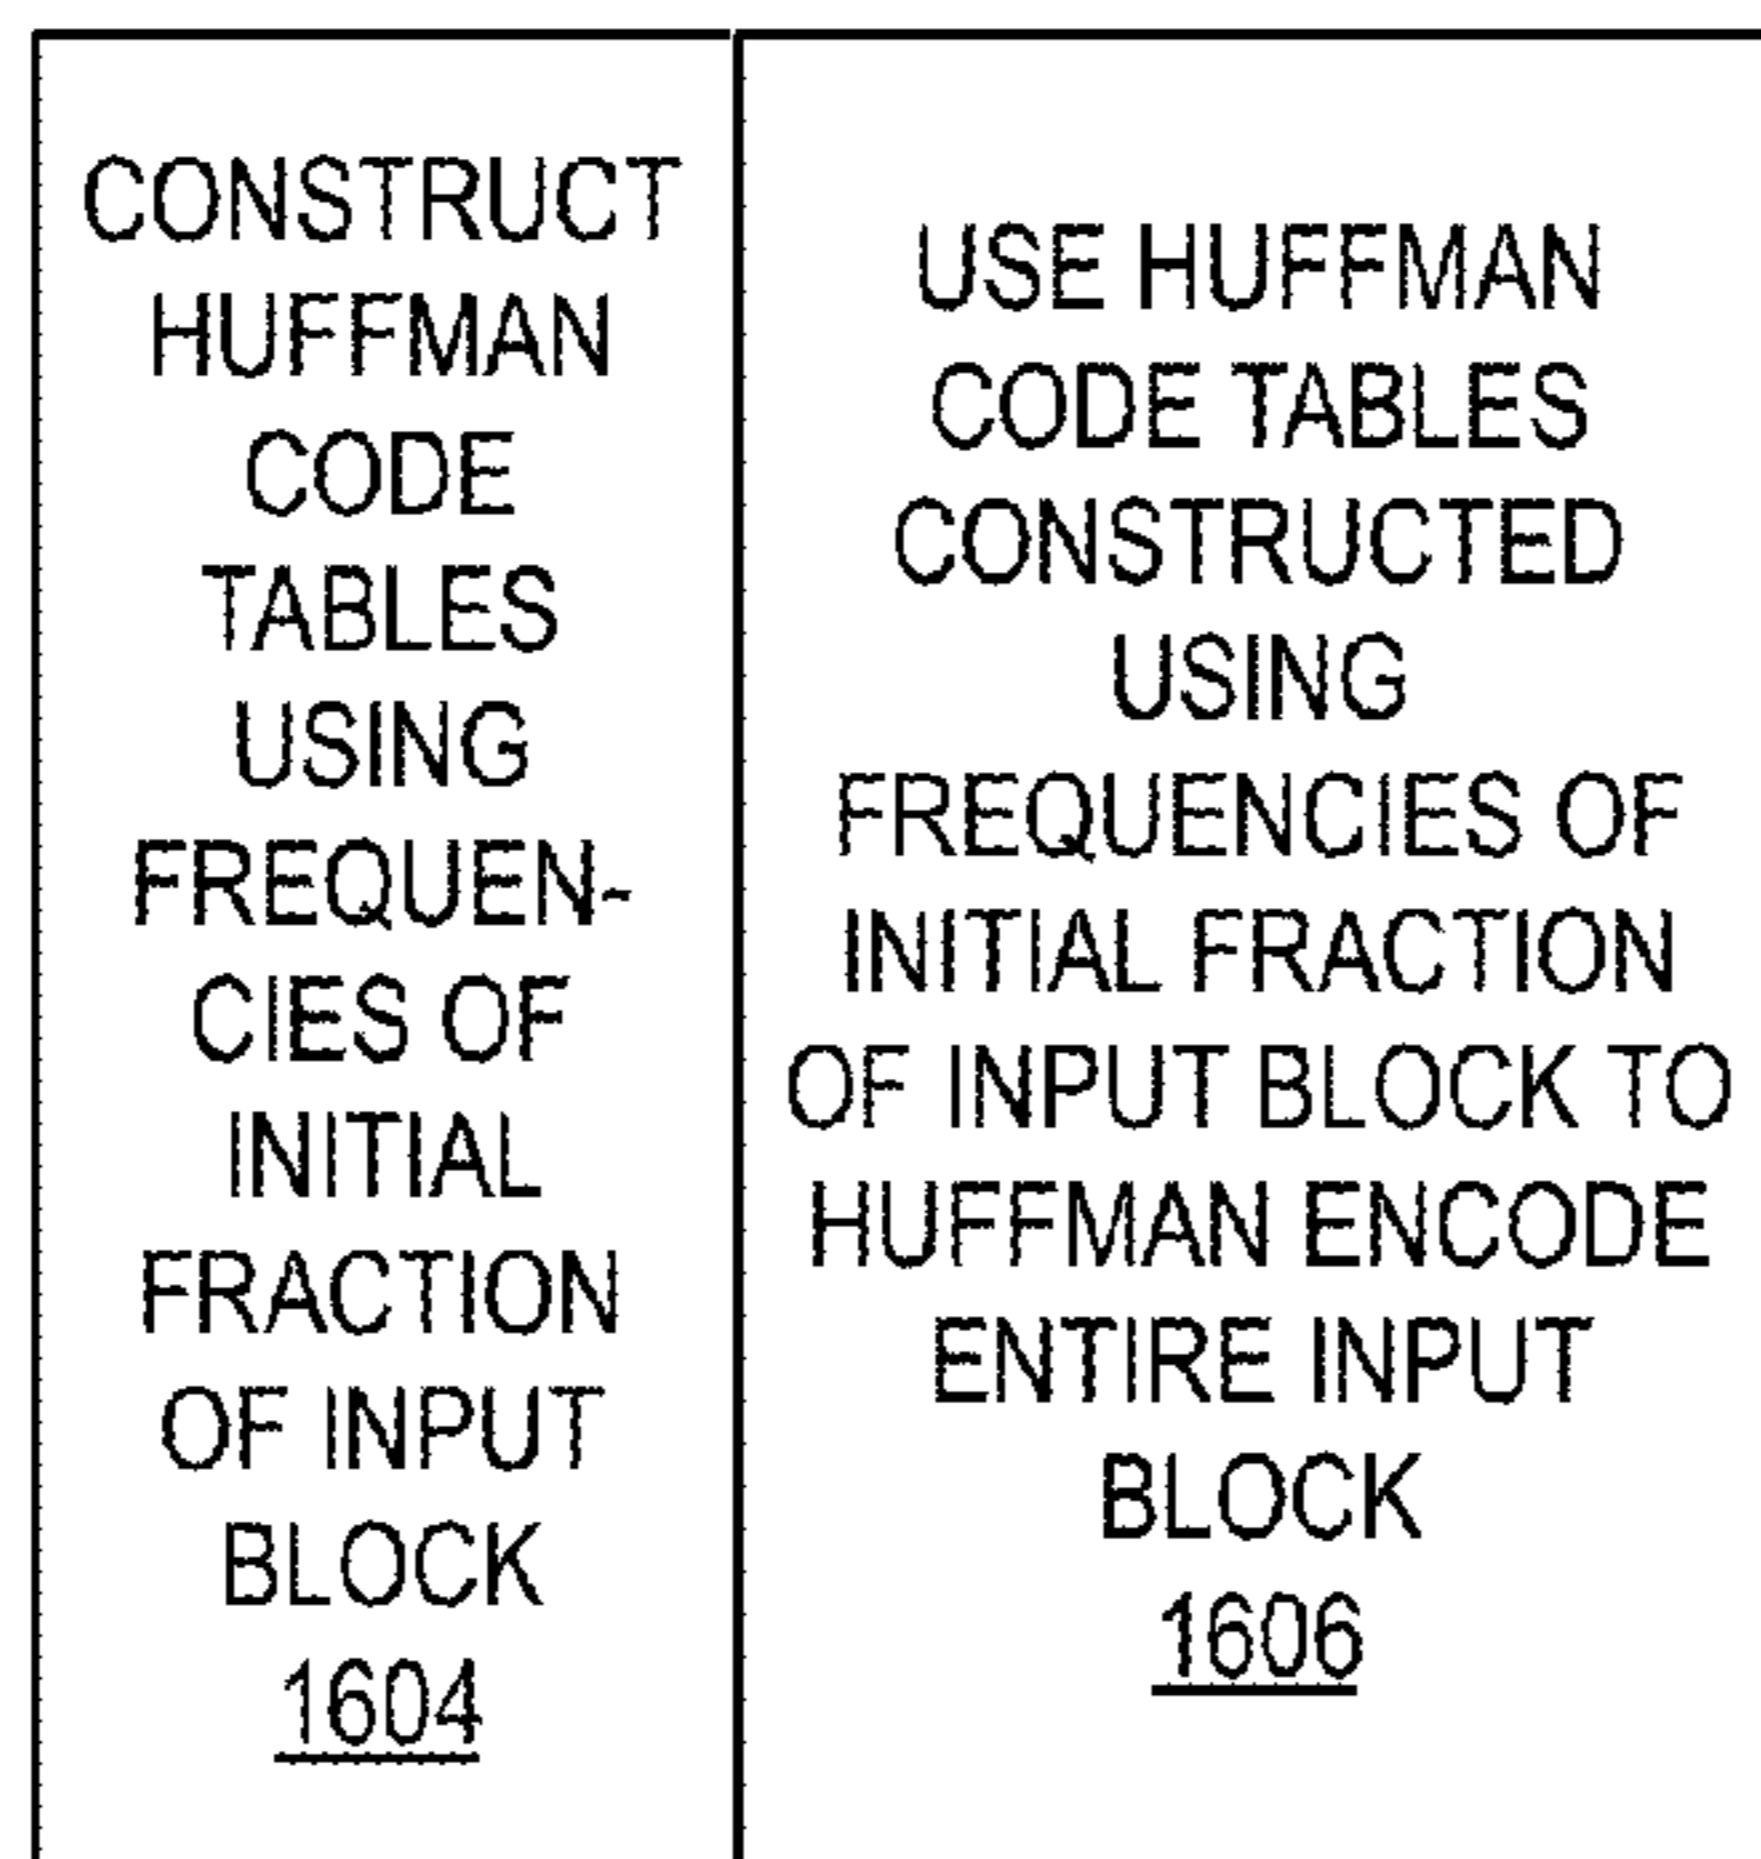 CONSTRUCT
HUFFMAN
CODE
TABLES
USING
FREQUEN-
CIES OF
INITIAL
FRACTION
OF INPUT
BLOCK
1604
USE HUFFMAN
CODE TABLES
CONSTRUCTED
USING
FREQUENCIES OF
INITIAL FRACTION
OF INPUT BLOCK TO
HUFFMAN ENCODE
ENTIRE INPUT
BLOCK
1606